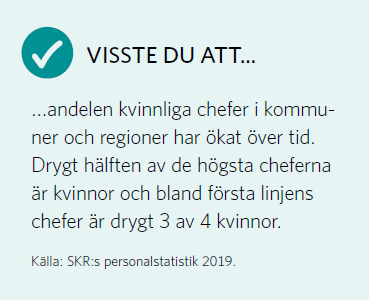 VISSTE DU ATT...
...andelen kvinnliga chefer i kommu-
ner och regioner har ökat över tid.
Drygt hälften av de högsta cheferna
är kvinnor och bland första linjens
chefer är drygt 3 av 4 kvinnor.
Källa: SKR:s personalstatistik 2019.